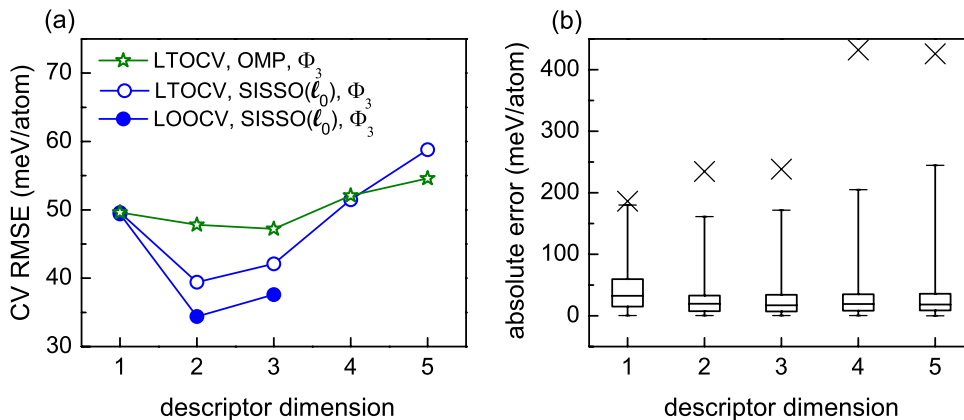 (a)
CV RMSE (meV/atom)
70
60
50
40
30
LTOCV, OMP, Φ₃
LTOCV, SISSO(ℓ₀), Φ₃
LOOCV, SISSO(ℓ₀), Φ₃
1 2 3 4 5
descriptor dimension
(b)
absolute error (meV/atom)
400
300
200
100
0
1 2 3 4 5
descriptor dimension